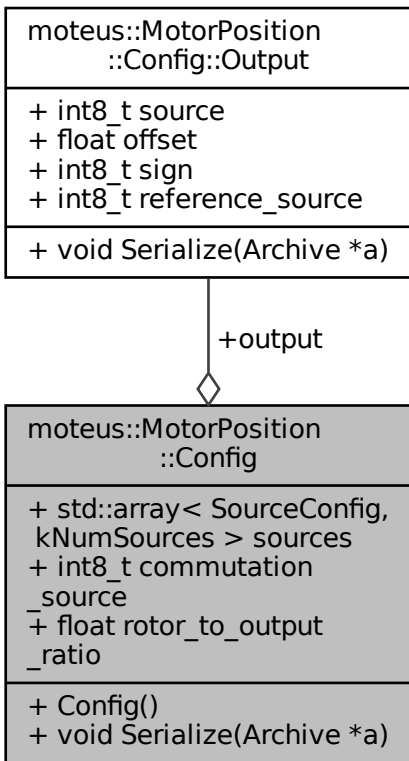 moteus::MotorPosition
::Config::Output
+ int8_t source
+ float offset
+ int8_t sign
+ int8_t reference_source
+ void Serialize(Archive *a)
+output
moteus::MotorPosition
::Config
+ std::array< SourceConfig,
kNumSources > sources
+ int8_t commutation
_source
+ float rotor_to_output
_ratio
+ Config()
+ void Serialize(Archive *a)